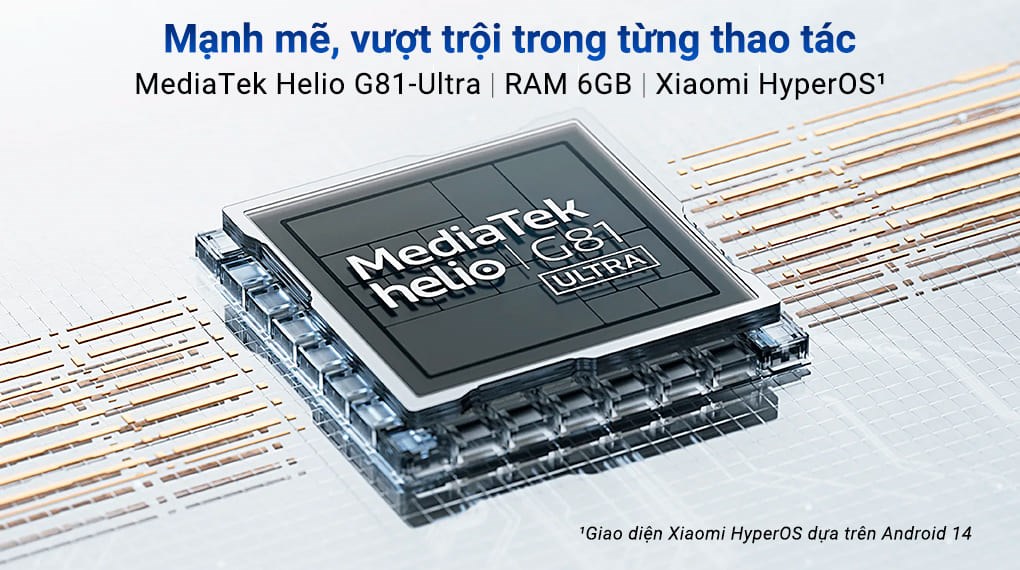 Mạnh mẽ, vượt trội trong từng thao tác
MediaTek Helio G81-Ultra | RAM 6GB | Xiaomi HyperOS¹
MediaTek
helio | G81
ULTRA
¹Giao diện Xiaomi HyperOS dựa trên Android 14